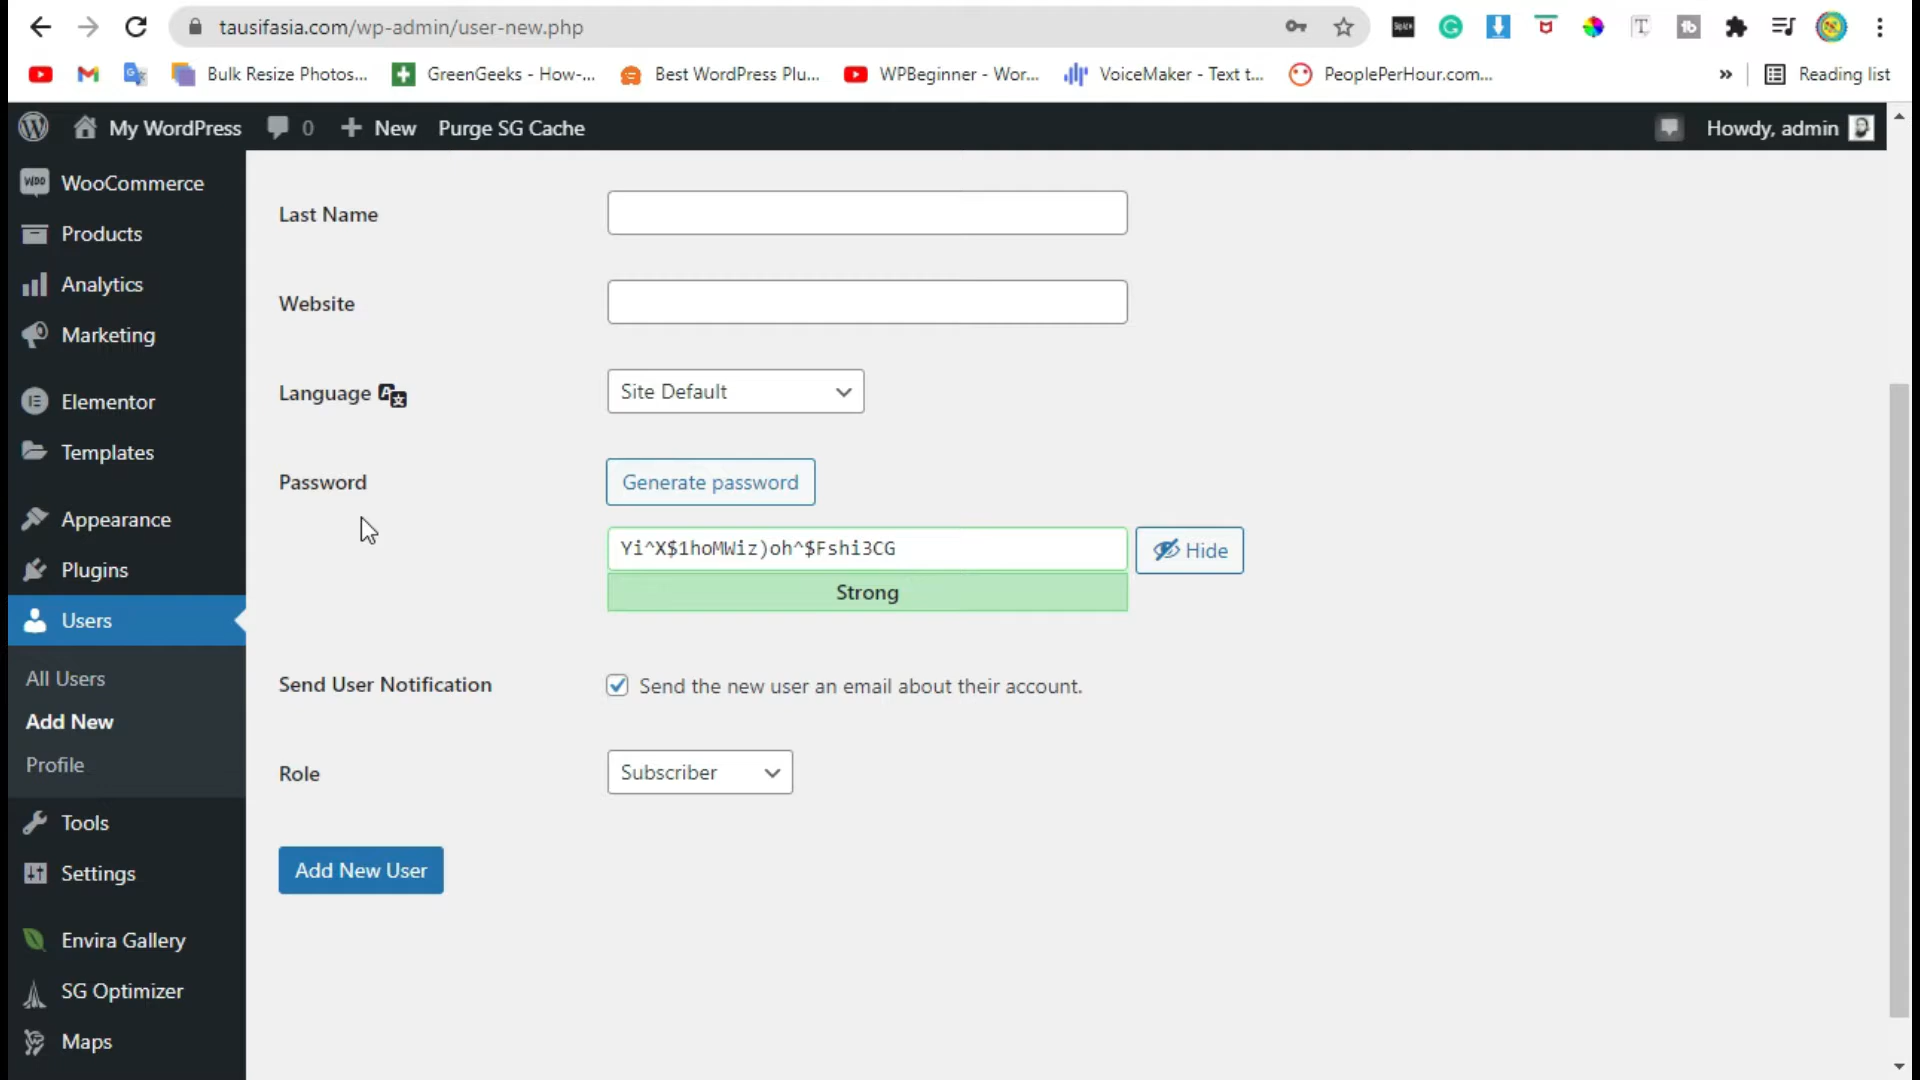 tausifasia.com/wp-admin/user-new.php
Bulk Resize Photos... GreenGeeks - How-... Best WordPress Plu... WPBeginner - Wor... VoiceMaker - Text t... PeoplePerHour.com... » Reading list
My WordPress 0 + New Purge SG Cache Howdy, admin
WooCommerce
Products
Analytics
Marketing
Elementor
Templates
Appearance
Plugins
Users
All Users
Add New
Profile
Tools
Settings
Envira Gallery
SG Optimizer
Maps
Last Name
Website
Language Site Default
Password Generate password
Yi^X$1hoMWiz)oh^$Fshi3CG Hide
Strong
Send User Notification Send the new user an email about their account.
Role Subscriber
Add New User